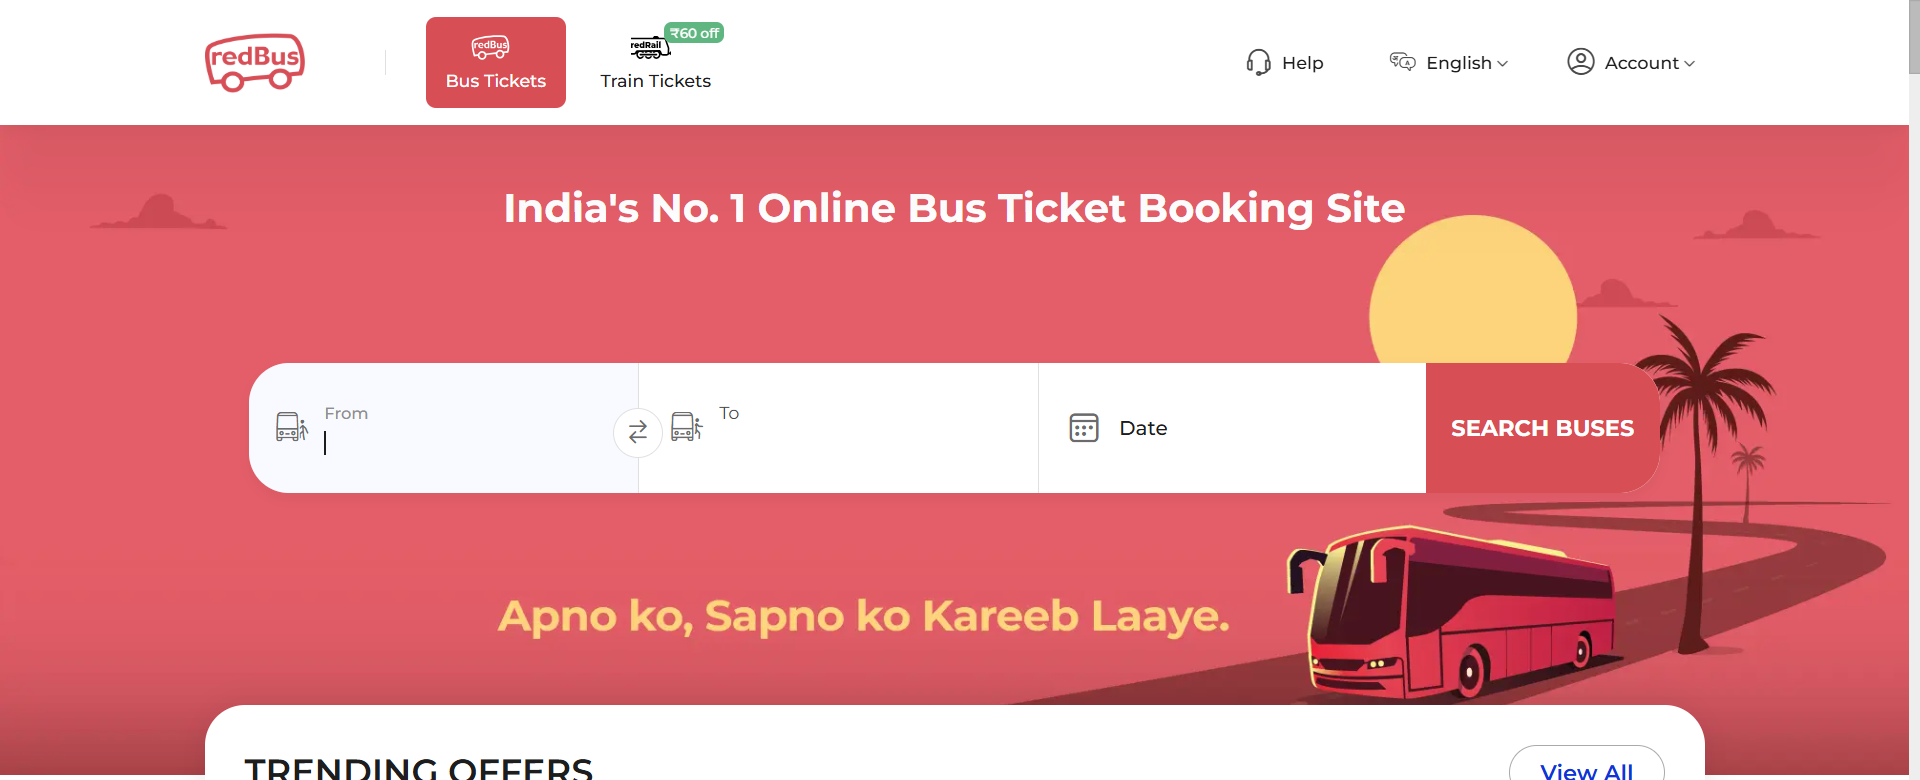 redBus
redBus
Bus Tickets
redRail
₹60 off
Train Tickets
Help
English
Account
India's No. 1 Online Bus Ticket Booking Site
From
To
Date
SEARCH BUSES
Apno ko, Sapno ko Kareeb Laaye.
TRENDING OFFERS
View All